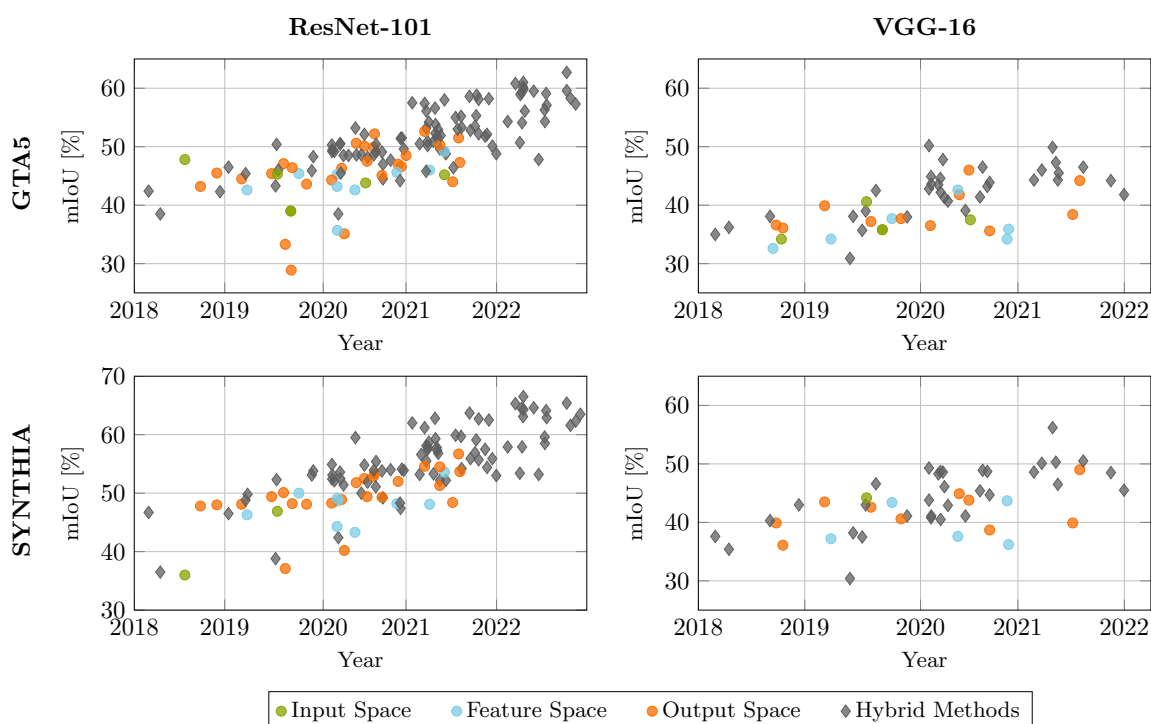 ResNet-101
VGG-16
GTA5
mIoU [%]
60
50
40
30
2018
2019
2020
2021
2022
Year
mIoU [%]
60
50
40
30
2018
2019
2020
2021
2022
Year
SYNTHIA
mIoU [%]
70
60
50
40
30
2018
2019
2020
2021
2022
Year
mIoU [%]
60
50
40
30
2018
2019
2020
2021
2022
Year
Input Space
Feature Space
Output Space
Hybrid Methods